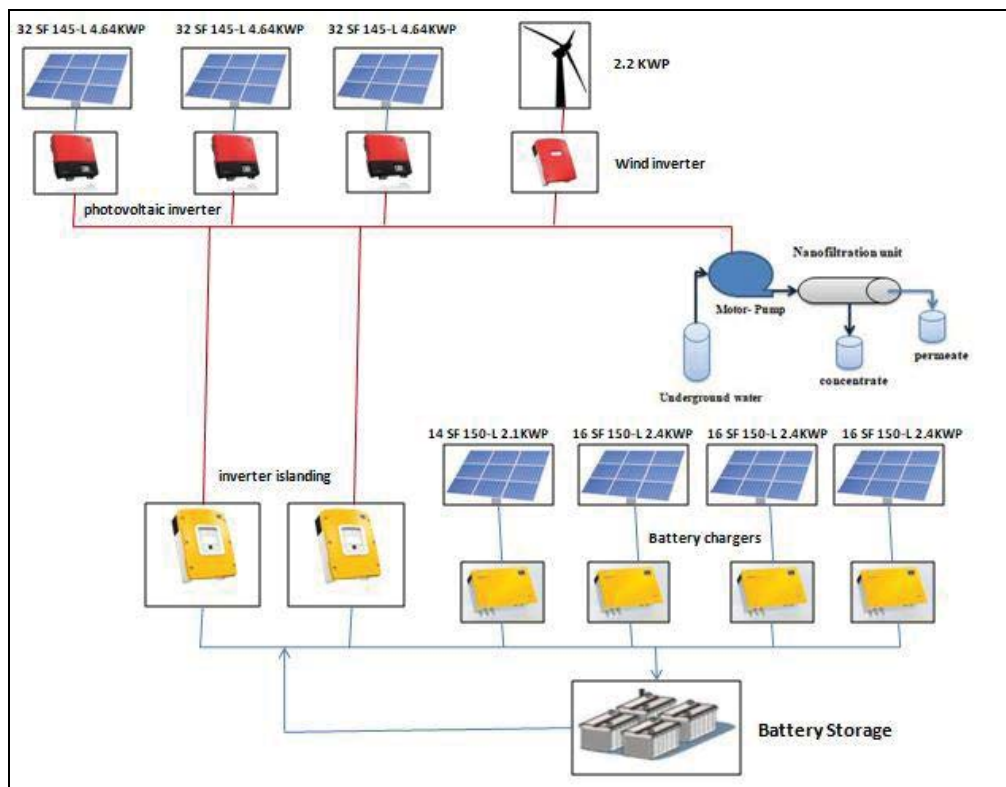 32 SF 145-L 4.64KWP
32 SF 145-L 4.64KWP
32 SF 145-L 4.64KWP
2.2 KWP
Wind inverter
photovoltaic inverter
Nanofiltration unit
Motor- Pump
permeate
concentrate
Underground water
14 SF 150-L 2.1KWP
16 SF 150-L 2.4KWP
16 SF 150-L 2.4KWP
16 SF 150-L 2.4KWP
inverter islanding
Battery chargers
Battery Storage